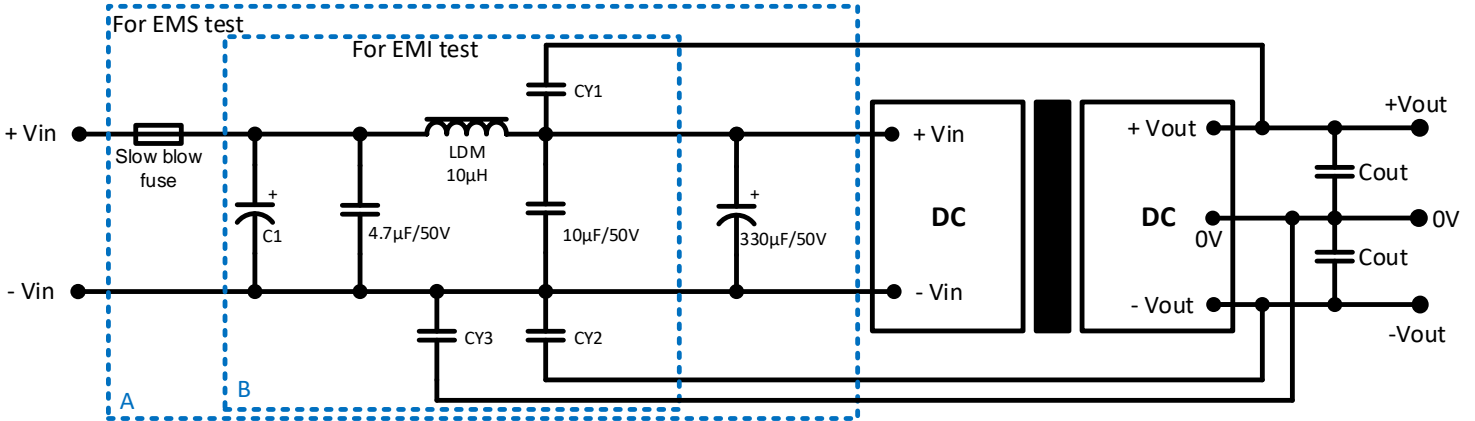 For EMS test
For EMI test
CY1
+ Vin
Slow blow
fuse
LDM
10µH
+
C1
4.7µF/50V
10µF/50V
+
330µF/50V
- Vin
CY3
CY2
A
B
+ Vin
DC
- Vin
+ Vout
DC
0V
- Vout
+Vout
Cout
0V
Cout
-Vout